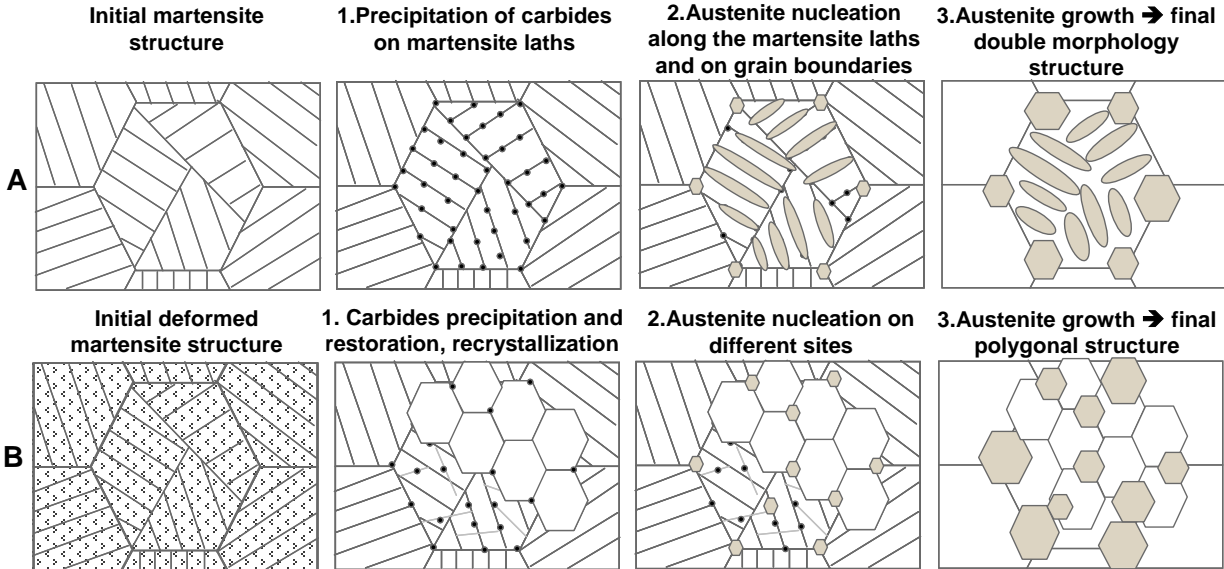 Initial martensite
structure
1.Precipitation of carbides
on martensite laths
2.Austenite nucleation
along the martensite laths
and on grain boundaries
3.Austenite growth ➔ final
double morphology
structure
A
Initial deformed
martensite structure
1. Carbides precipitation and
restoration, recrystallization
2.Austenite nucleation on
different sites
3.Austenite growth ➔ final
polygonal structure
B